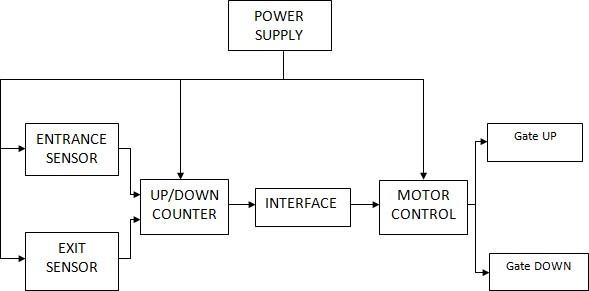 POWER
SUPPLY
ENTRANCE
SENSOR
Gate UP
UP/DOWN
COUNTER
INTERFACE
MOTOR
CONTROL
EXIT
SENSOR
Gate DOWN